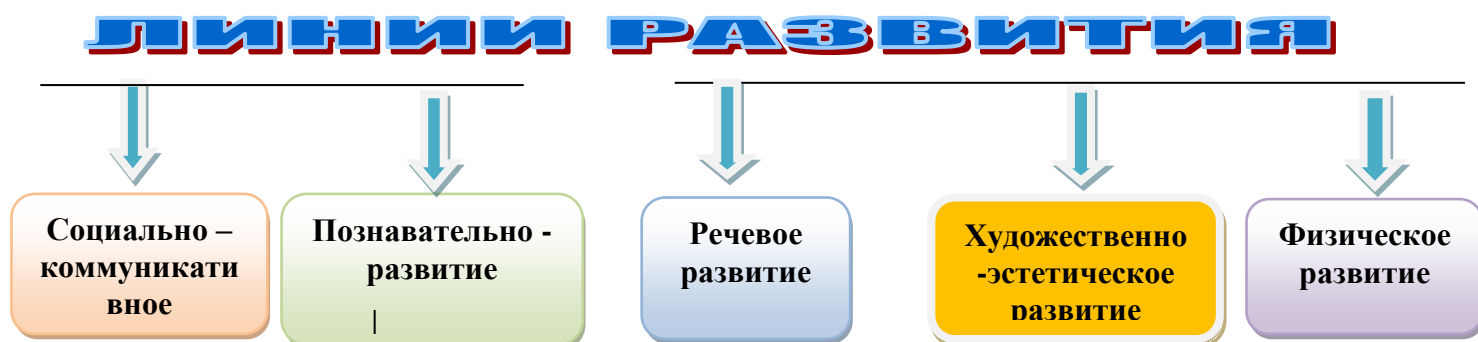 ЛИНИИ РАЗВИТИЯ
Социально –
коммуникати
вное
Познавательно -
развитие
Речевое
развитие
Художественно
-эстетическое
развитие
Физическое
развитие